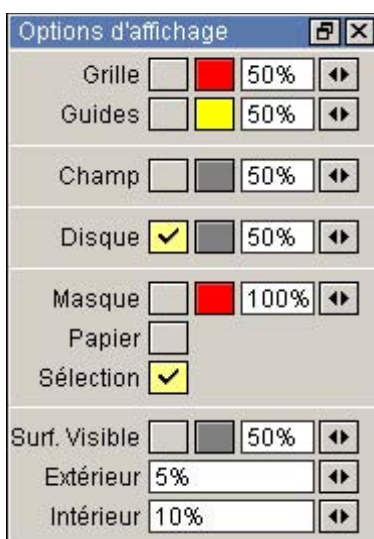 Options d'affichage
Grille 50%
Guides 50%
Champ 50%
Disque 50%
Masque 100%
Papier
Sélection
Surf. Visible 50%
Extérieur 5%
Intérieur 10%